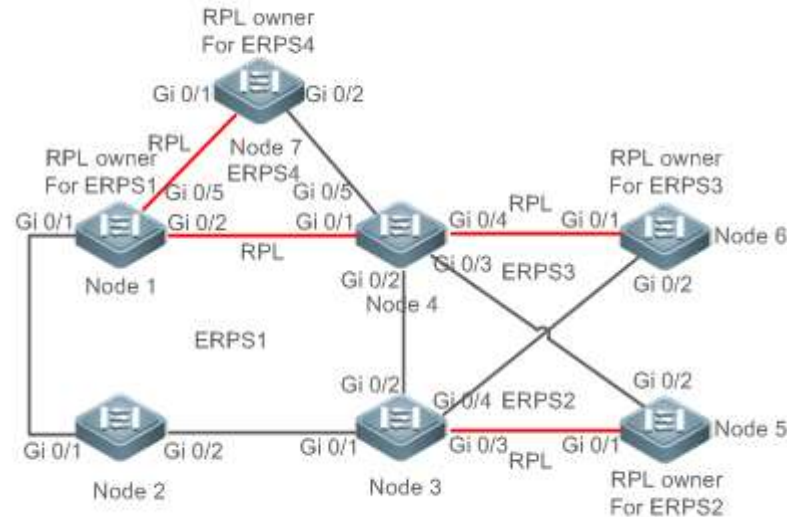 RPL owner
For ERPS4
Gi 0/1
Gi 0/2
RPL
Node 7
ERPS4
RPL owner
For ERPS1
Gi 0/5
Gi 0/5
RPL owner
For ERPS3
Gi 0/1
Gi 0/2
Gi 0/1
Gi 0/4
RPL
Gi 0/1
Node 6
RPL
Node 1
Gi 0/2
Gi 0/3
ERPS3
Gi 0/2
Node 4
ERPS1
Gi 0/2
Gi 0/4
ERPS2
Gi 0/2
Node 5
Gi 0/1
Gi 0/2
Gi 0/1
Gi 0/3
Gi 0/1
RPL
Node 2
Node 3
RPL owner
For ERPS2